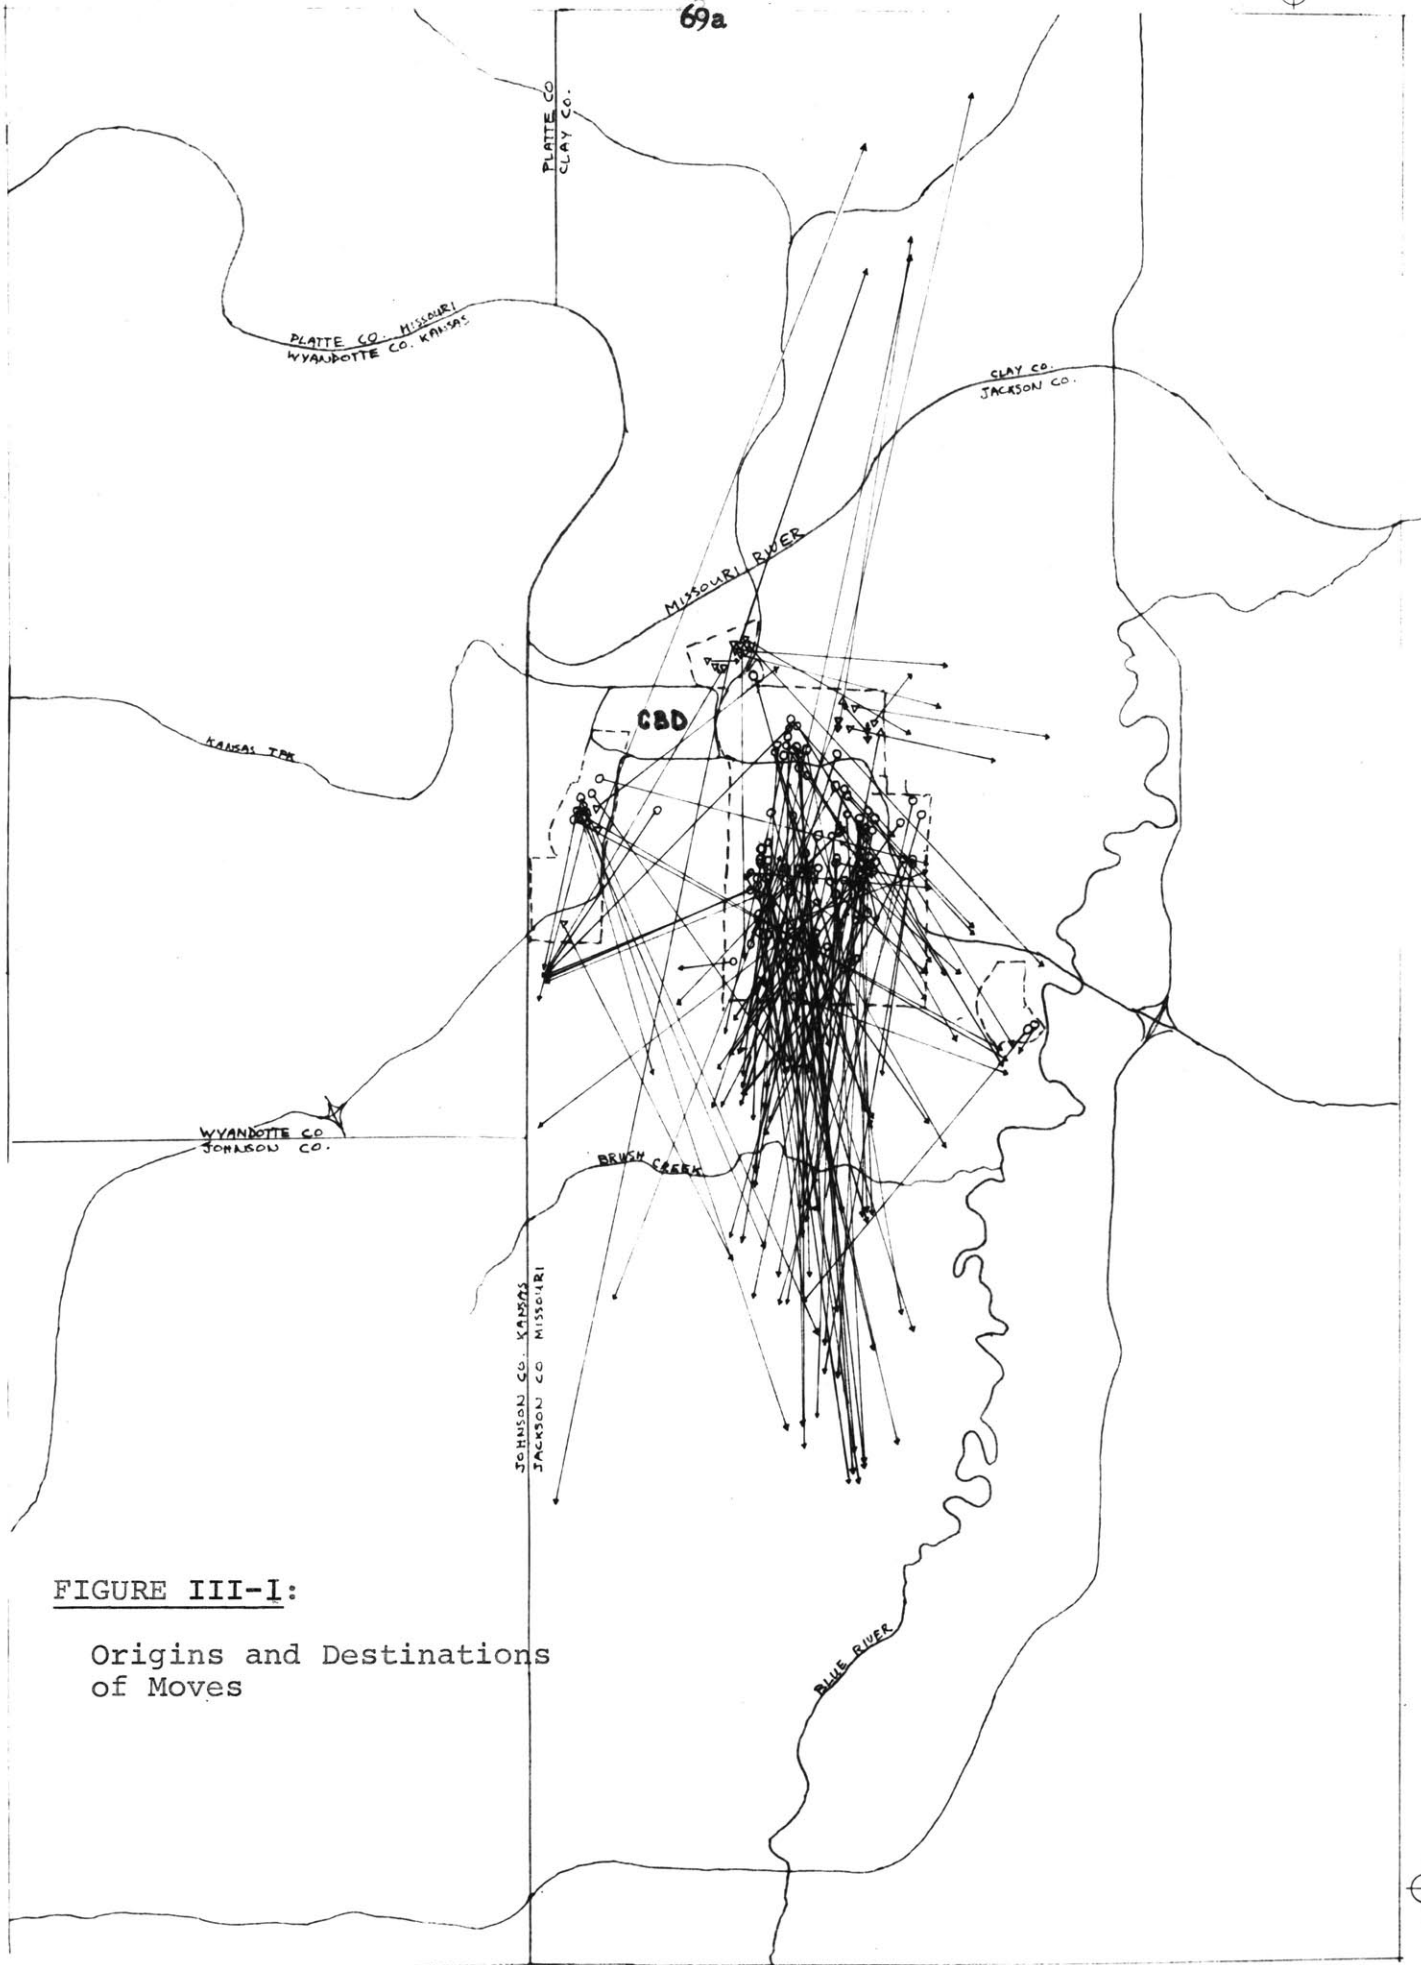 69a
PLATTE CO
CLAY CO.
PLATTE CO. MISSOURI
WYANDOTTE CO. KANSAS
CLAY CO.
JACKSON CO.
MISSOURI RIVER
CBD
KANSAS TPK
WYANDOTTE CO
JOHNSON CO.
BRUSH CREEK
JOHNSON CO. KANSAS
JACKSON CO MISSOURI
FIGURE III-I:
Origins and Destinations
of Moves
BLUE RIVER